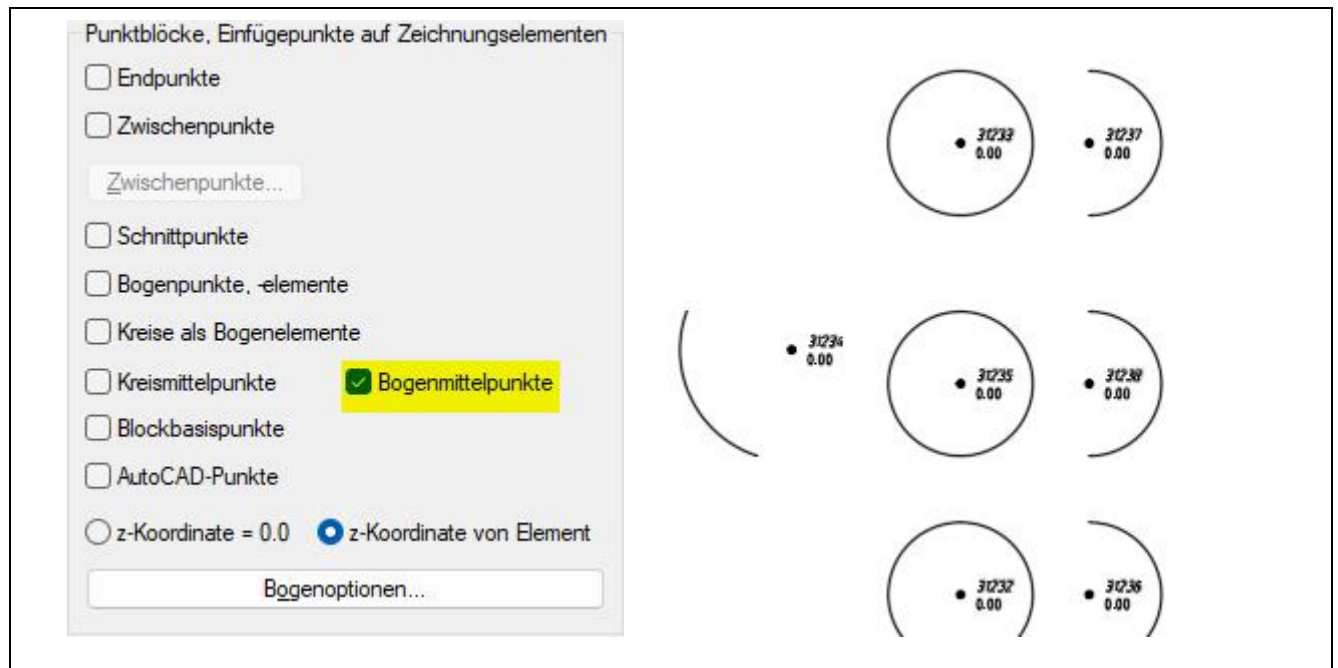 Punktblöcke, Einfügepunkte auf Zeichnungselementen
Endpunkte
Zwischenpunkte
Zwischenpunkte...
Schnittpunkte
Bogenpunkte, -elemente
Kreise als Bogenelemente
Kreismittelpunkte
Bogenmittelpunkte
Blockbasispunkte
AutoCAD-Punkte
z-Koordinate = 0.0
z-Koordinate von Element
Bogenoptionen...
31233
0.00
31237
0.00
31234
0.00
31235
0.00
31238
0.00
31232
0.00
31236
0.00